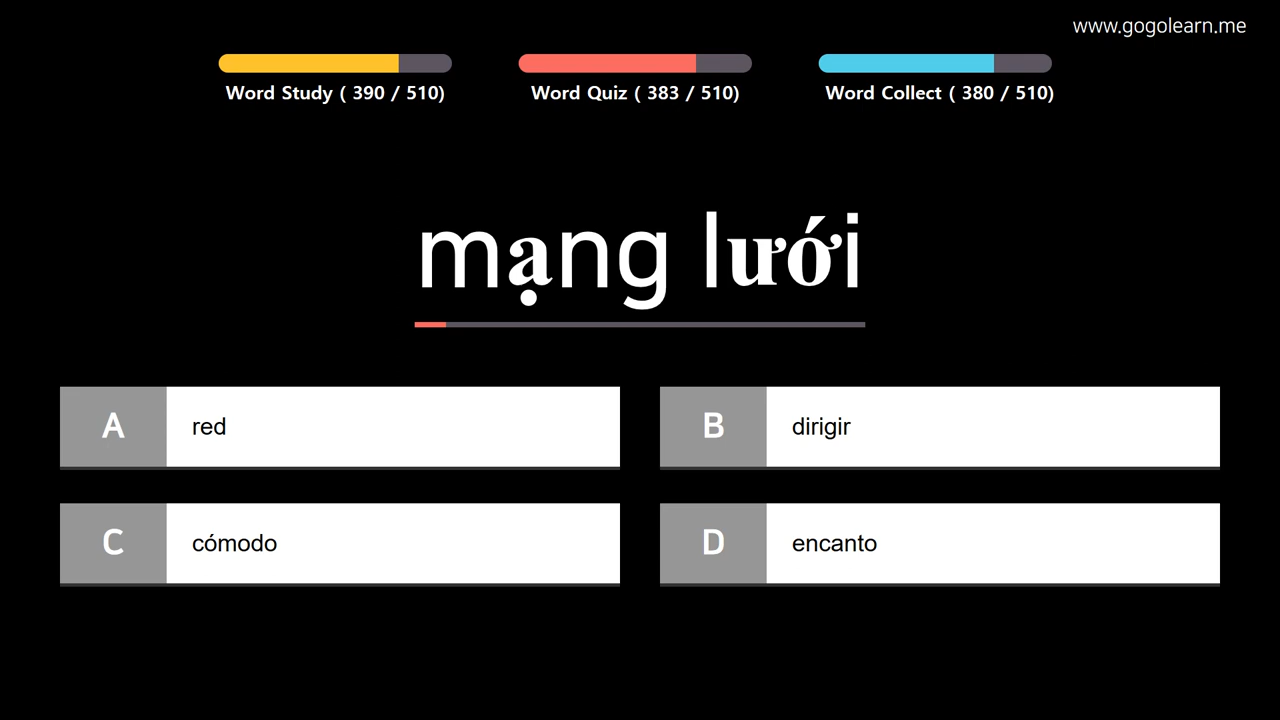 www.gogolearn.me
Word Study ( 390 / 510)
Word Quiz ( 383 / 510)
Word Collect ( 380 / 510)
mạng lưới
A red
B dirigir
C cómodo
D encanto